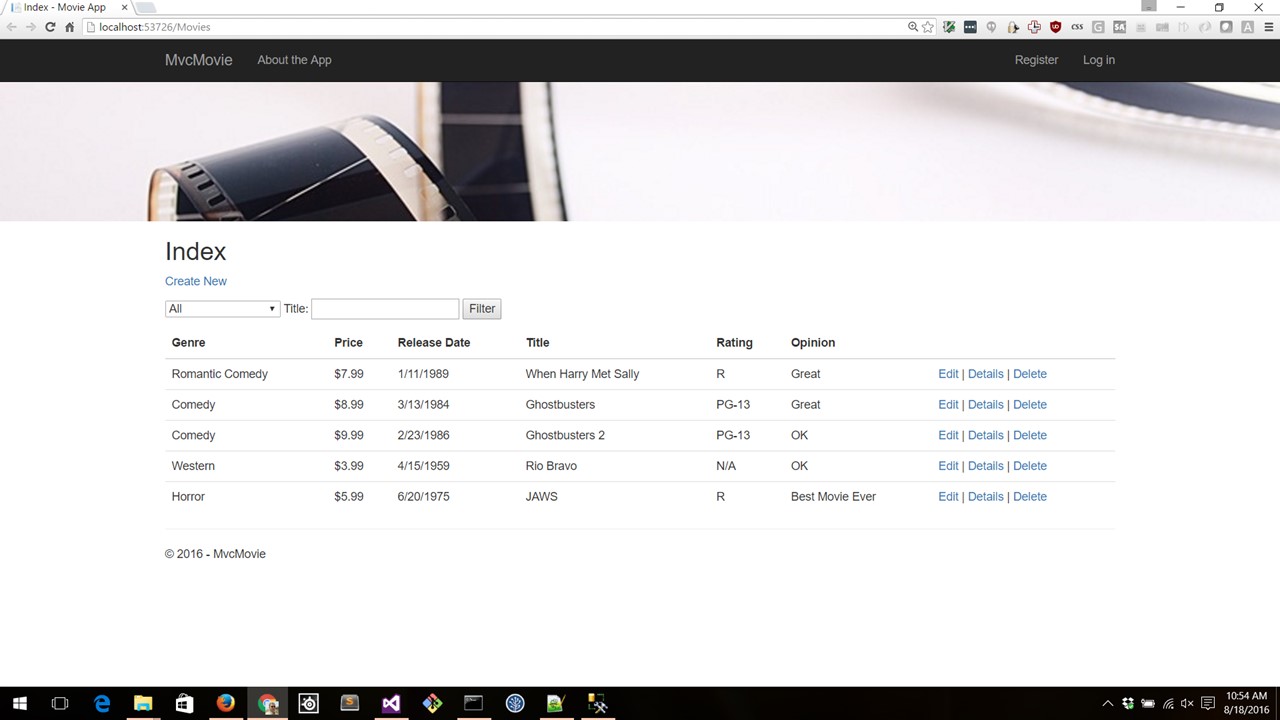 Index - Movie App
localhost:53726/Movies
MvcMovie About the App Register Log in
Index
Create New
All Title: Filter
Genre Price Release Date Title Rating Opinion
Romantic Comedy $7.99 1/11/1989 When Harry Met Sally R Great Edit | Details | Delete
Comedy $8.99 3/13/1984 Ghostbusters PG-13 Great Edit | Details | Delete
Comedy $9.99 2/23/1986 Ghostbusters 2 PG-13 OK Edit | Details | Delete
Western $3.99 4/15/1959 Rio Bravo N/A OK Edit | Details | Delete
Horror $5.99 6/20/1975 JAWS R Best Movie Ever Edit | Details | Delete
© 2016 - MvcMovie
10:54 AM
8/18/2016